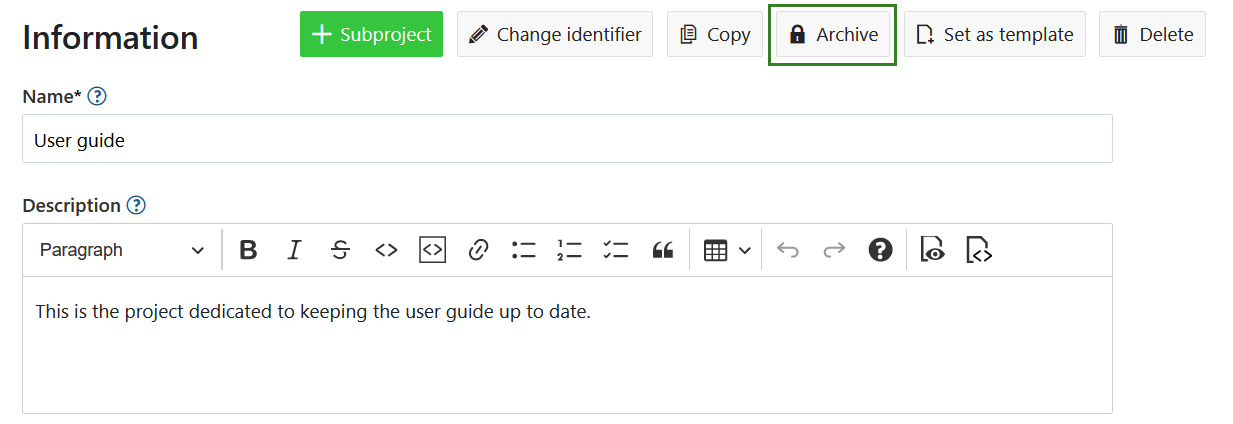 Information
Subproject
Change identifier
Copy
Archive
Set as template
Delete
Name* ?
User guide
Description ?
Paragraph
This is the project dedicated to keeping the user guide up to date.